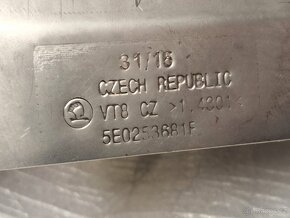 31/16
CZECH REPUBLIC
VT8 CZ >1.4301<
5E0253681F